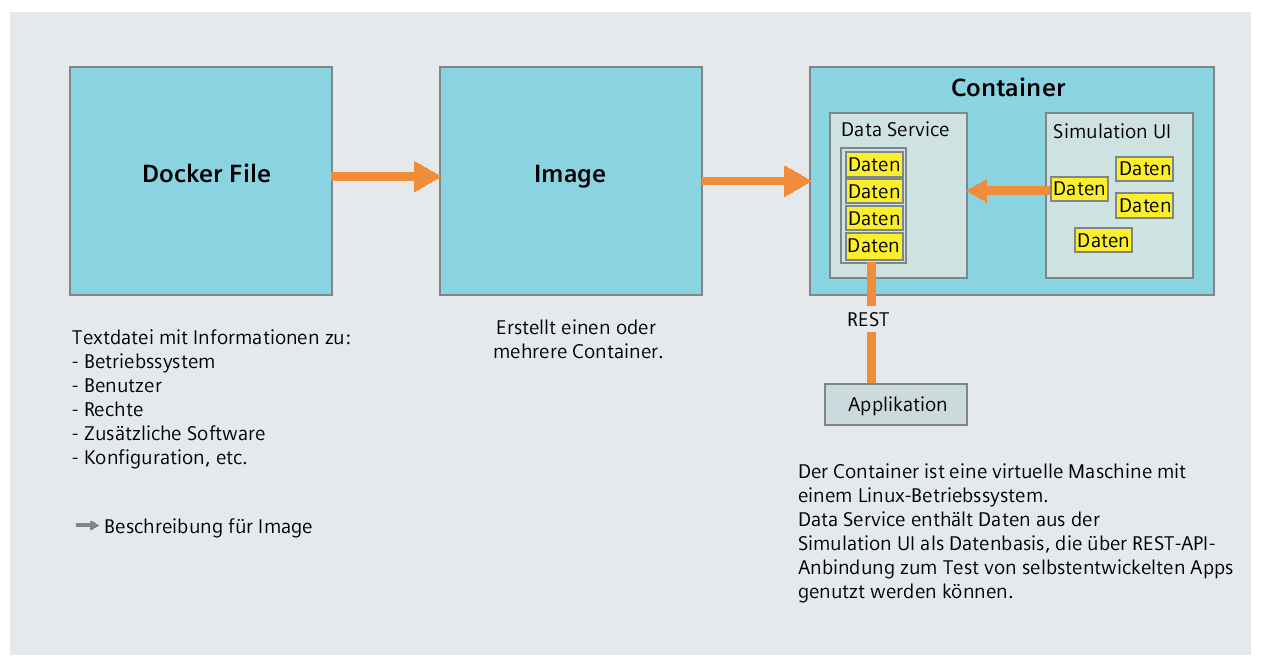 Docker File
Textdatei mit Informationen zu:
- Betriebssystem
- Benutzer
- Rechte
- Zusätzliche Software
- Konfiguration, etc.
Beschreibung für Image
Image
Erstellt einen oder
mehrere Container.
Container
Data Service
Daten
Daten
Daten
Daten
Simulation UI
Daten
Daten
Daten
Daten
REST
Applikation
Der Container ist eine virtuelle Maschine mit
einem Linux-Betriebssystem.
Data Service enthält Daten aus der
Simulation UI als Datenbasis, die über REST-API-
Anbindung zum Test von selbstentwickelten Apps
genutzt werden können.